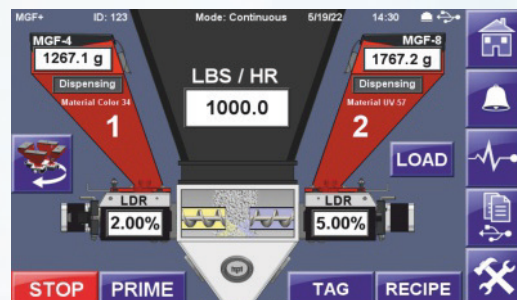 MGF+ ID: 123 Mode: Continuous 5/19/22 14:30
MGF-4
1267.1 g
Dispensing
Material Color 34
1
LBS / HR
1000.0
MGF-8
1767.2 g
Dispensing
Material UV 57
2
LOAD
LDR
2.00%
LDR
5.00%
hpt
STOP PRIME TAG RECIPE